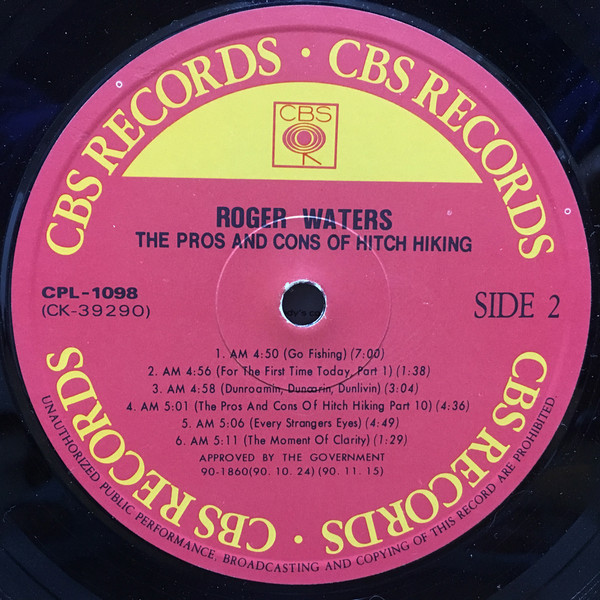 CBS RECORDS · CBS RECORDS
CBS
ROGER WATERS
THE PROS AND CONS OF HITCH HIKING
CPL-1098
(CK-39290)
SIDE 2
1. AM 4:50 (Go Fishing) (7:00)
2. AM 4:56 (For The First Time Today, Part 1) (1:38)
3. AM 4:58 (Dunroamin, Duncarin, Dunlivin) (3:04)
4. AM 5:01 (The Pros And Cons Of Hitch Hiking Part 10) (4:36)
5. AM 5:06 (Every Strangers Eyes) (4:49)
6. AM 5:11 (The Moment Of Clarity) (1:29)
APPROVED BY THE GOVERNMENT
90-1860(90. 10. 24) (90. 11. 15)
CBS RECORDS · CBS RECORDS
UNAUTHORIZED PUBLIC PERFORMANCE, BROADCASTING AND COPYING OF THIS RECORD ARE PROHIBITED.